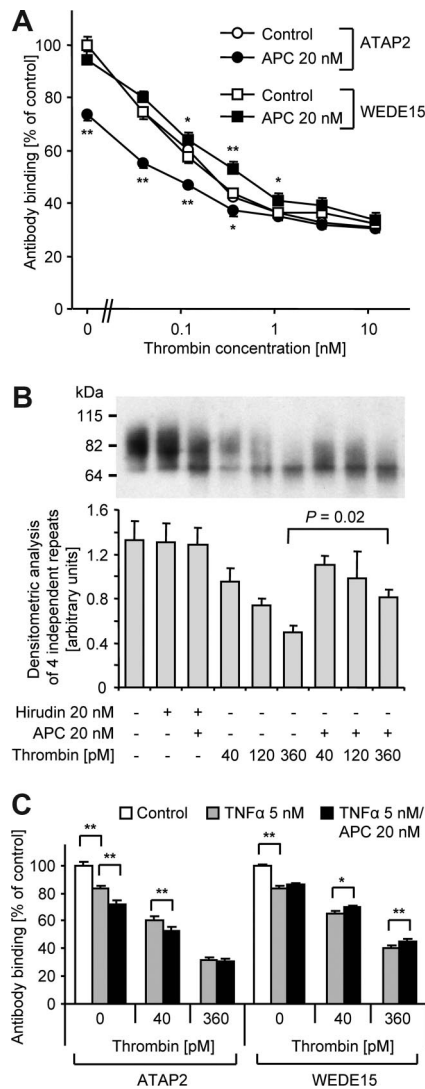 A
Control
APC 20 nM
ATAP2
Control
APC 20 nM
WEDE15
Antibody binding [% of control]
100
80
60
40
20
0
** ** ** * * ** *
0 0.1 1 10
Thrombin concentration [nM]
B
kDa
115
82
64
Densitometric analysis
of 4 independent repeats
[arbitrary units]
1.6
1.2
0.8
0.4
0
P = 0.02
Hirudin 20 nM - + + - - - - - -
APC 20 nM - - + - - - + + +
Thrombin [pM] - - - 40 120 360 40 120 360
C
Control TNFα 5 nM TNFα 5 nM/
APC 20 nM
Antibody binding [% of control]
100
80
60
40
20
0
** ** ** ** * **
0 40 360 0 40 360
Thrombin [pM] Thrombin [pM]
ATAP2 WEDE15